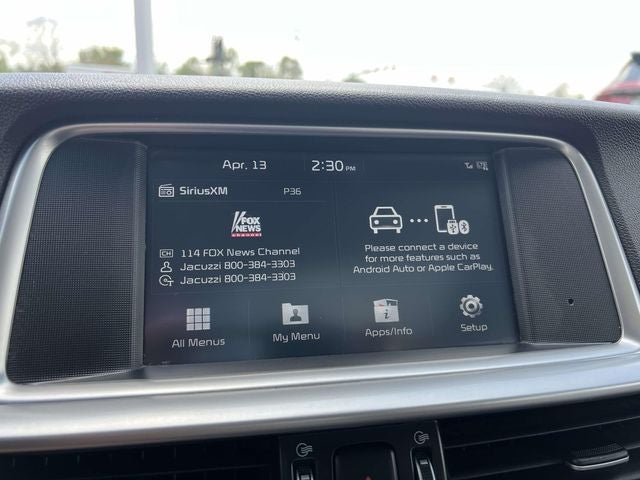 Apr. 13 2:30 PM
SiriusXM P36
FOX
NEWS
channel
CH 114 FOX News Channel
Jacuzzi 800-384-3303
Jacuzzi 800-384-3303
Please connect a device
for more features such as
Android Auto or Apple CarPlay.
All Menus My Menu Apps/Info Setup